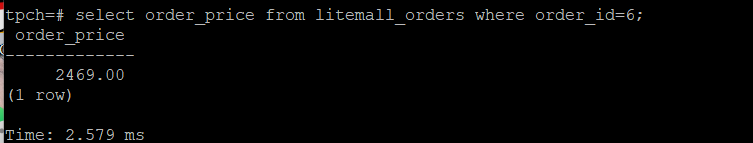 tpch=# select order_price from litemall_orders where order_id=6;
 order_price
-------------
     2469.00
(1 row)

Time: 2.579 ms